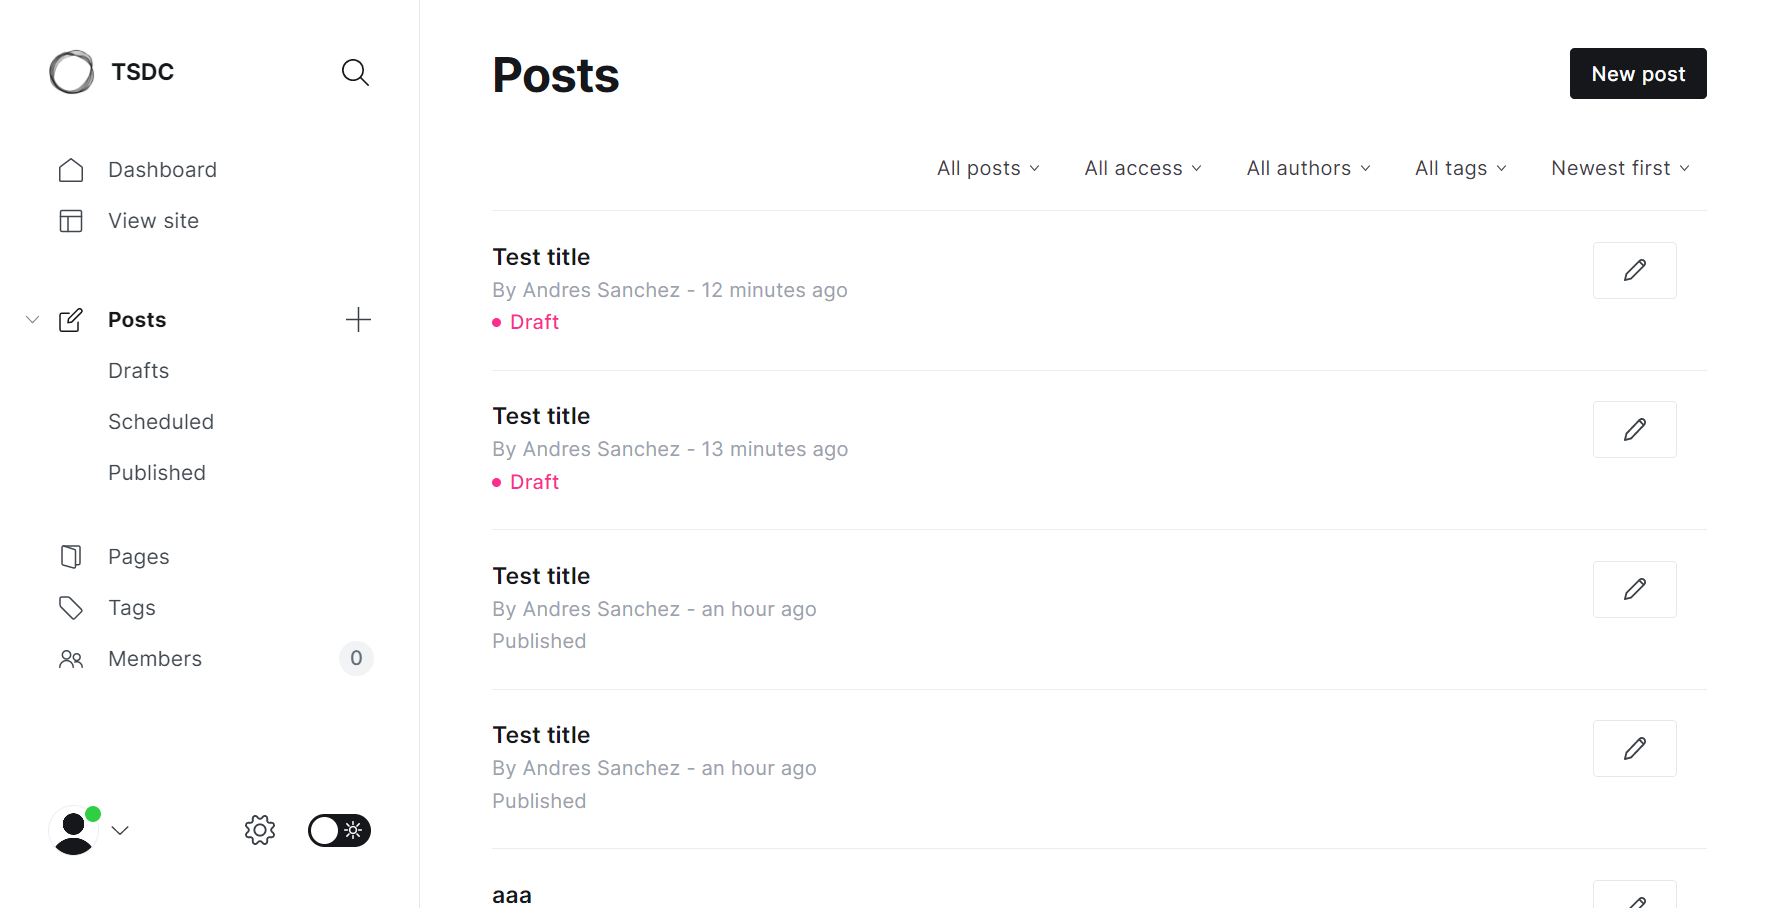 TSDC
Dashboard
View site
Posts
Drafts
Scheduled
Published
Pages
Tags
Members
0
Posts
New post
All posts
All access
All authors
All tags
Newest first
Test title
By Andres Sanchez - 12 minutes ago
Draft
Test title
By Andres Sanchez - 13 minutes ago
Draft
Test title
By Andres Sanchez - an hour ago
Published
Test title
By Andres Sanchez - an hour ago
Published
aaa